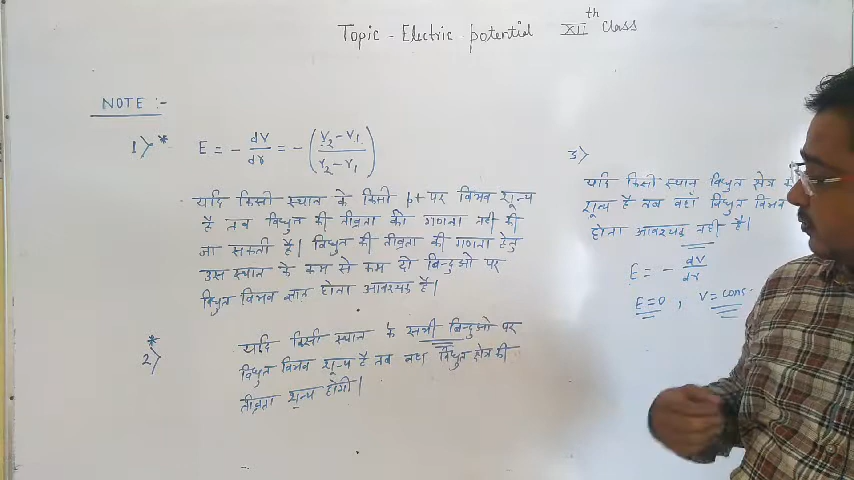 Topic - Electric potential XII th Class
NOTE :-
1) * E = - dV/dr = - (V₂ - V₁ / r₂ - r₁)
यदि किसी स्थान के किसी pt पर विभव शून्य
है तब विधुत की तीव्रता की गणना नही की
जा सकती है। विधुत की तीव्रता की गणना हेतु
उस स्थान के कम से कम दो बिन्दुओ पर
विधुत विभव ज्ञात होना आवश्यक है।
* 2) यदि किसी स्थान के सभी बिन्दुओ पर
विधुत विभव शून्य है तब वहा विधुत क्षेत्र की
तीव्रता शून्य होगी।
3)
यदि किसी स्थान विधुत क्षेत्र
शून्य है तब वहां विधुत विभव
होना आवश्यक नही है।
E = - dV/dr
E = 0 , V = cons.